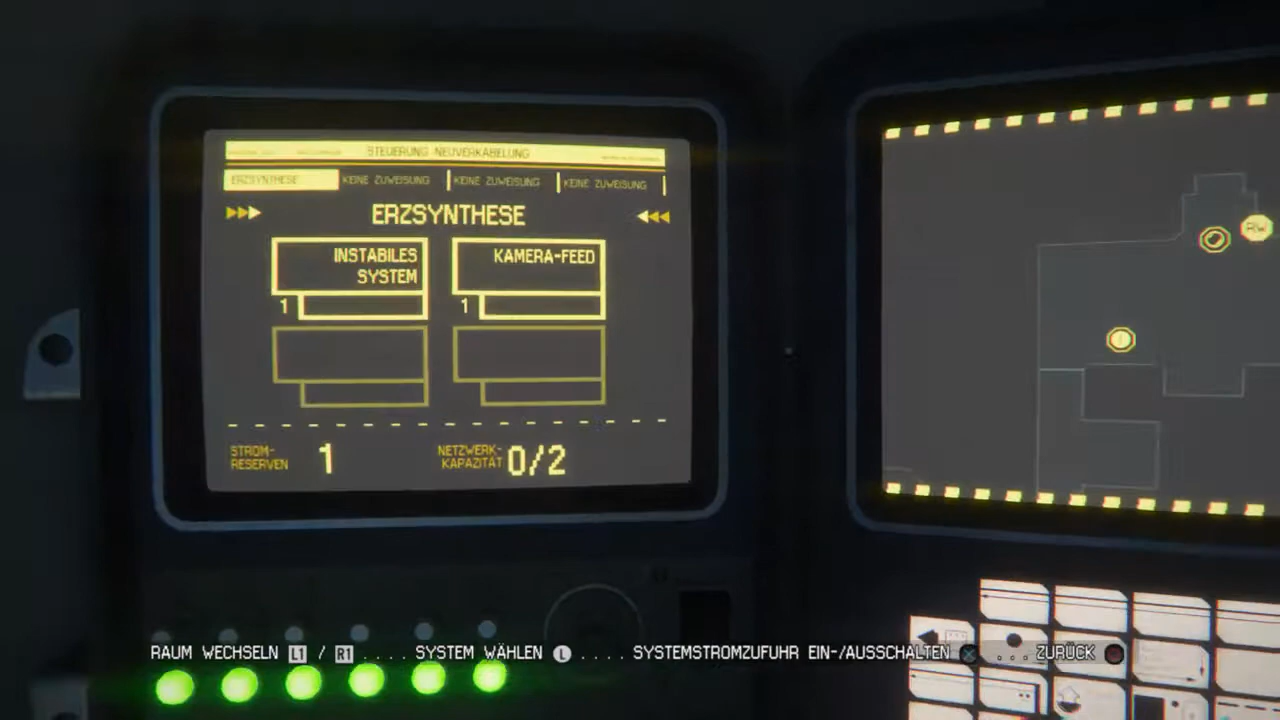 STEUERUNG NEUVERKABELUNG
ERZSYNTHESE
KEINE ZUWEISUNG
KEINE ZUWEISUNG
KEINE ZUWEISUNG
ERZSYNTHESE
INSTABILES
SYSTEM
1
KAMERA-FEED
1
STROM-
RESERVEN
1
NETZWERK-
KAPAZITÄT
0/2
RW
RAUM WECHSELN L1 / R1 .... SYSTEM WÄHLEN L .... SYSTEMSTROMZUFUHR EIN-/AUSSCHALTEN ... ZURÜCK